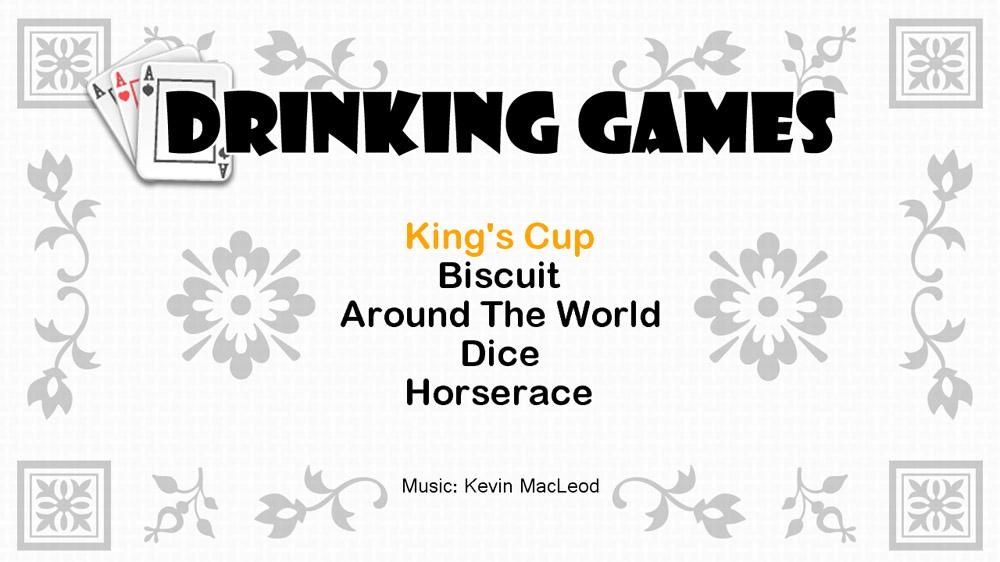 A A A
DRINKING GAMES
King's Cup
Biscuit
Around The World
Dice
Horserace
Music: Kevin MacLeod